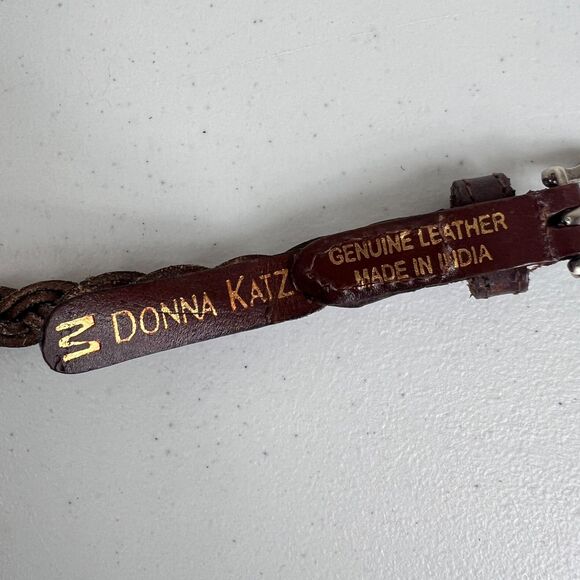 M DONNA KATZ
GENUINE LEATHER
MADE IN INDIA